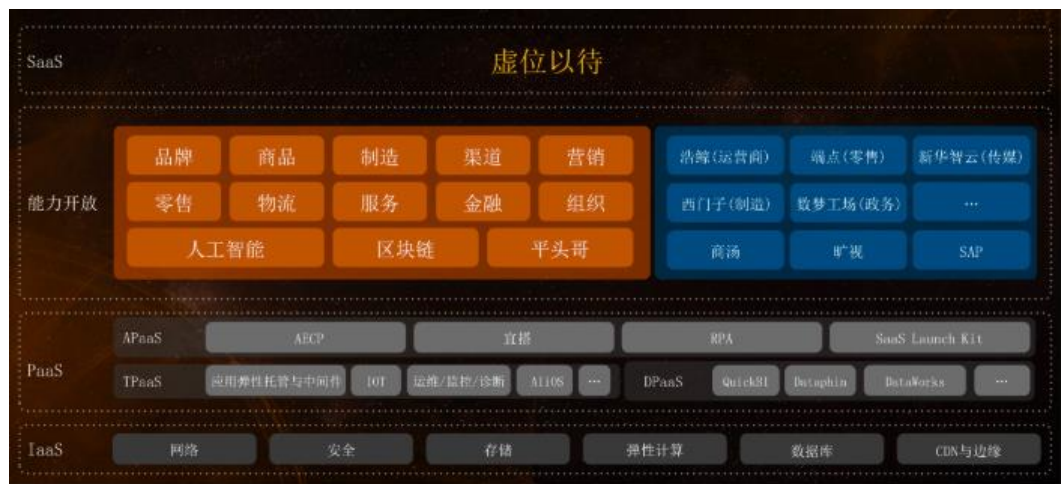 SaaS 虚位以待
能力开放
品牌 商品 制造 渠道 营销
零售 物流 服务 金融 组织
人工智能 区块链 平头哥
浩鲸(运营商) 端点(零售) 新华智云(传媒)
西门子(制造) 数梦工场(政务) ...
商汤 旷视 SAP
PaaS
APaaS AECP 宜搭 RPA SaaS Launch Kit
TPaaS 应用弹性托管与中间件 IOT 运维/监控/诊断 AliOS ... DPaaS QuickBI Dataphin DataWorks ...
IaaS 网络 安全 存储 弹性计算 数据库 CDN与边缘